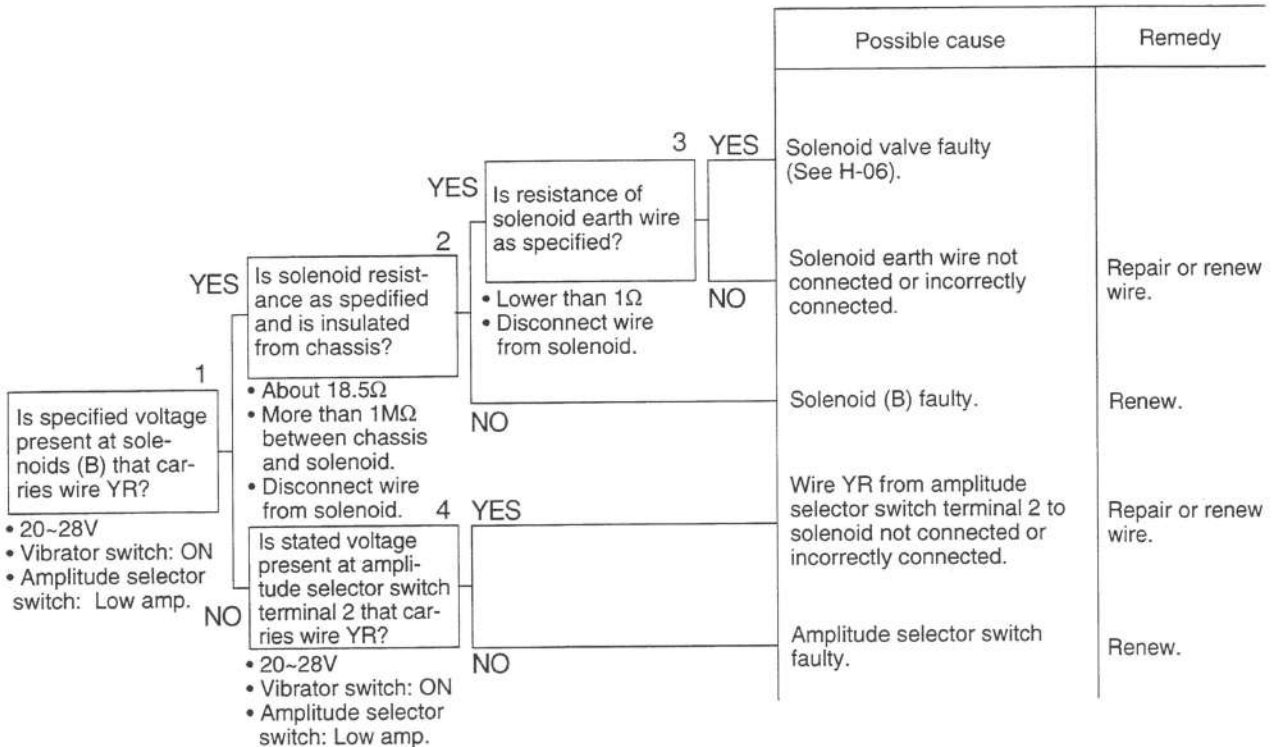 Possible cause
Remedy
3
YES
Solenoid valve faulty
(See H-06).
YES
Is resistance of
solenoid earth wire
as specified?
NO
Solenoid earth wire not
connected or incorrectly
connected.
Repair or renew
wire.
• Lower than 1Ω
• Disconnect wire
from solenoid.
2
YES
Is solenoid resist-
ance as spedified
and is insulated
from chassis?
• About 18.5Ω
• More than 1MΩ
between chassis
and solenoid.
• Disconnect wire
from solenoid.
NO
Solenoid (B) faulty.
Renew.
1
Is specified voltage
present at sole-
noids (B) that car-
ries wire YR?
• 20~28V
• Vibrator switch: ON
• Amplitude selector
switch: Low amp.
4
YES
Wire YR from amplitude
selector switch terminal 2 to
solenoid not connected or
incorrectly connected.
Repair or renew
wire.
NO
Is stated voltage
present at ampli-
tude selector switch
terminal 2 that car-
ries wire YR?
• 20~28V
• Vibrator switch: ON
• Amplitude selector
switch: Low amp.
NO
Amplitude selector switch
faulty.
Renew.